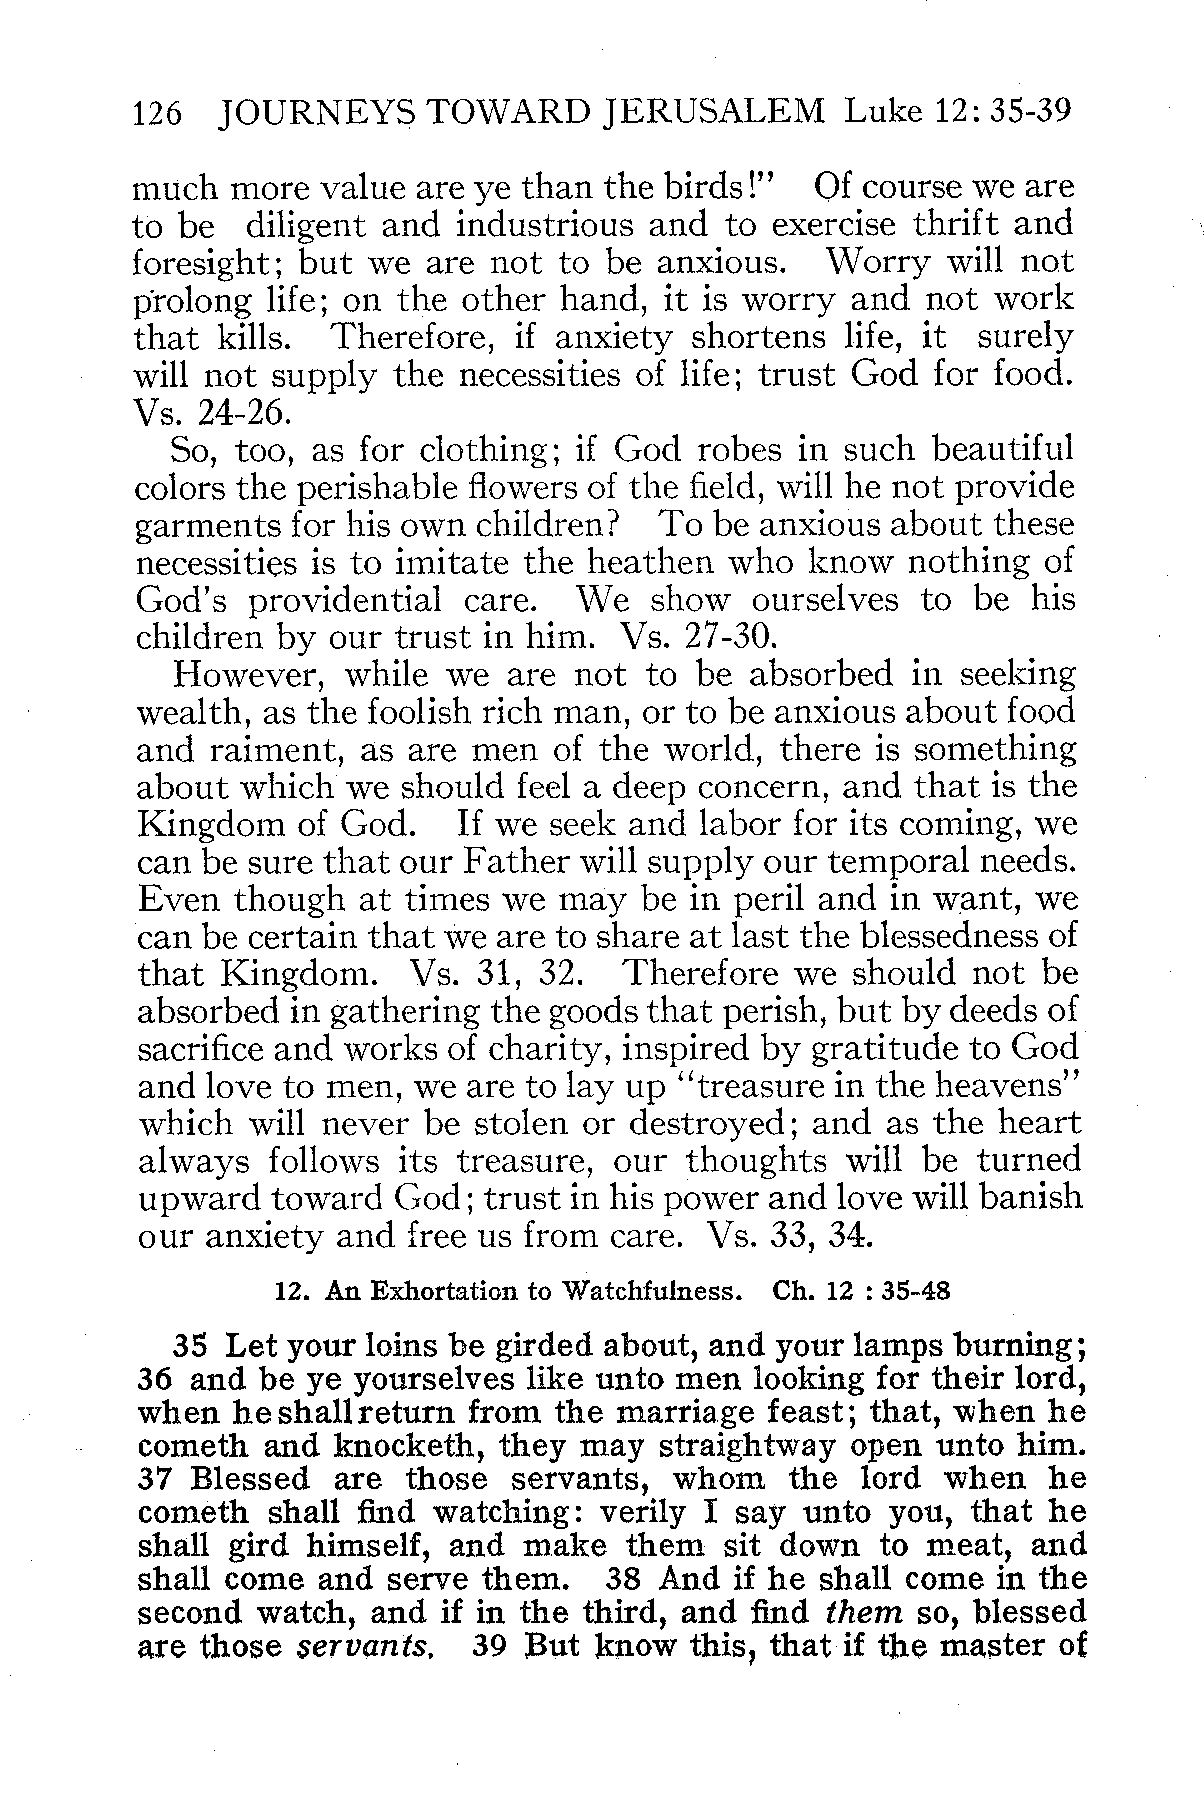 126 JOURNEYS TOWARD JERUSALEM Luke 12: 35-39
much more value are ye than the birds!" Of course we are
to be diligent and industrious and to exercise thrift and
foresight; but we are not to be anxious. Worry will not
prolong life; on the other hand, it is worry and not work
that kills. Therefore, if anxiety shortens life, it surely
will not supply the necessities of life; trust God for food.
Vs. 24-26.
So, too, as for clothing; if God robes in such beautiful
colors the perishable flowers of the field, will he not provide
garments for his own children? To be anxious about these
necessities is to imitate the heathen who know nothing of
God's providential care. We show ourselves to be his
children by our trust in him. Vs. 27-30.
However, while we are not to be absorbed in seeking
wealth, as the foolish rich man, or to be anxious about food
and raiment, as are men of the world, there is something
about which we should feel a deep concern, and that is the
Kingdom of God. If we seek and labor for its coming, we
can be sure that our Father will supply our temporal needs.
Even though at times we may be in peril and in want, we
can be certain that we are to share at last the blessedness of
that Kingdom. Vs. 31, 32. Therefore we should not be
absorbed in gathering the goods that perish, but by deeds of
sacrifice and works of charity, inspired by gratitude to God
and love to men, we are to lay up "treasure in the heavens"
which will never be stolen or destroyed; and as the heart
always follows its treasure, our thoughts will be turned
upward toward God; trust in his power and love will banish
our anxiety and free us from care. Vs. 33, 34.
12. An Exhortation to Watchfulness. Ch. 12 : 35-48
35 Let your loins be girded about, and your lamps burning;
36 and be ye yourselves like unto men looking for their lord,
when he shall return from the marriage feast; that, when he
cometh and knocketh, they may straightway open unto him.
37 Blessed are those servants, whom the lord when he
cometh shall find watching: verily I say unto you, that he
shall gird himself, and make them sit down to meat, and
shall come and serve them. 38 And if he shall come in the
second watch, and if in the third, and find them so, blessed
are those servants. 39 But know this, that if the master of